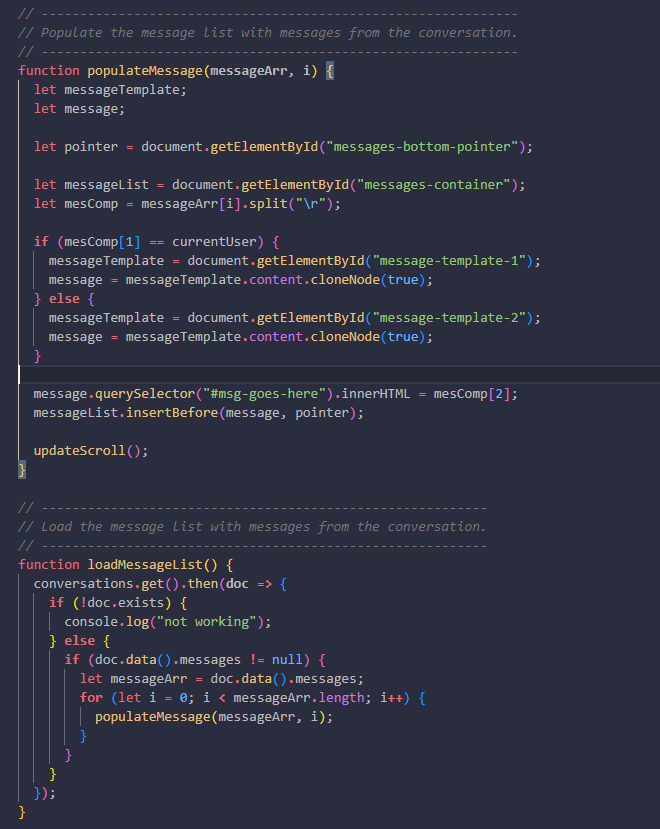 // --------------------------------------------------------------
// Populate the message list with messages from the conversation.
// --------------------------------------------------------------
function populateMessage(messageArr, i) {
  let messageTemplate;
  let message;

  let pointer = document.getElementById("messages-bottom-pointer");

  let messageList = document.getElementById("messages-container");
  let mesComp = messageArr[i].split("\r");

  if (mesComp[1] == currentUser) {
    messageTemplate = document.getElementById("message-template-1");
    message = messageTemplate.content.cloneNode(true);
  } else {
    messageTemplate = document.getElementById("message-template-2");
    message = messageTemplate.content.cloneNode(true);
  }

  message.querySelector("#msg-goes-here").innerHTML = mesComp[2];
  messageList.insertBefore(message, pointer);

  updateScroll();
}

// ----------------------------------------------------------
// Load the message list with messages from the conversation.
// ----------------------------------------------------------
function loadMessageList() {
  conversations.get().then(doc => {
    if (!doc.exists) {
      console.log("not working");
    } else {
      if (doc.data().messages != null) {
        let messageArr = doc.data().messages;
        for (let i = 0; i < messageArr.length; i++) {
          populateMessage(messageArr, i);
        }
      }
    }
  });
}